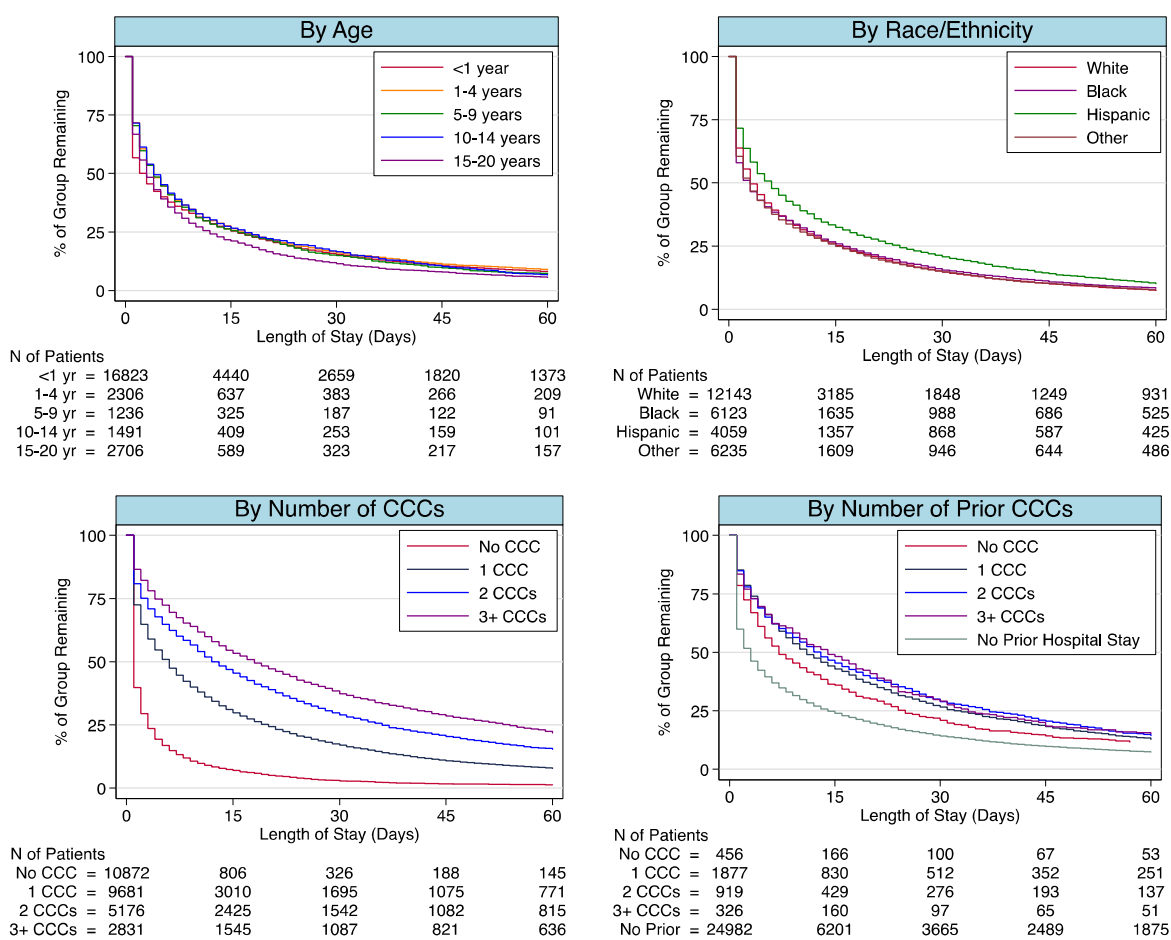 By Age
100
75
50
25
0
% of Group Remaining
<1 year
1-4 years
5-9 years
10-14 years
15-20 years
0 15 30 45 60
Length of Stay (Days)
N of Patients
<1 yr = 16823 4440 2659 1820 1373
1-4 yr = 2306 637 383 266 209
5-9 yr = 1236 325 187 122 91
10-14 yr = 1491 409 253 159 101
15-20 yr = 2706 589 323 217 157
By Race/Ethnicity
100
75
50
25
0
% of Group Remaining
White
Black
Hispanic
Other
0 15 30 45 60
Length of Stay (Days)
N of Patients
White = 12143 3185 1848 1249 931
Black = 6123 1635 988 686 525
Hispanic = 4059 1357 868 587 425
Other = 6235 1609 946 644 486
By Number of CCCs
100
75
50
25
0
% of Group Remaining
No CCC
1 CCC
2 CCCs
3+ CCCs
0 15 30 45 60
Length of Stay (Days)
N of Patients
No CCC = 10872 806 326 188 145
1 CCC = 9681 3010 1695 1075 771
2 CCCs = 5176 2425 1542 1082 815
3+ CCCs = 2831 1545 1087 821 636
By Number of Prior CCCs
100
75
50
25
0
% of Group Remaining
No CCC
1 CCC
2 CCCs
3+ CCCs
No Prior Hospital Stay
0 15 30 45 60
Length of Stay (Days)
N of Patients
No CCC = 456 166 100 67 53
1 CCC = 1877 830 512 352 251
2 CCCs = 919 429 276 193 137
3+ CCCs = 326 160 97 65 51
No Prior = 24982 6201 3665 2489 1875